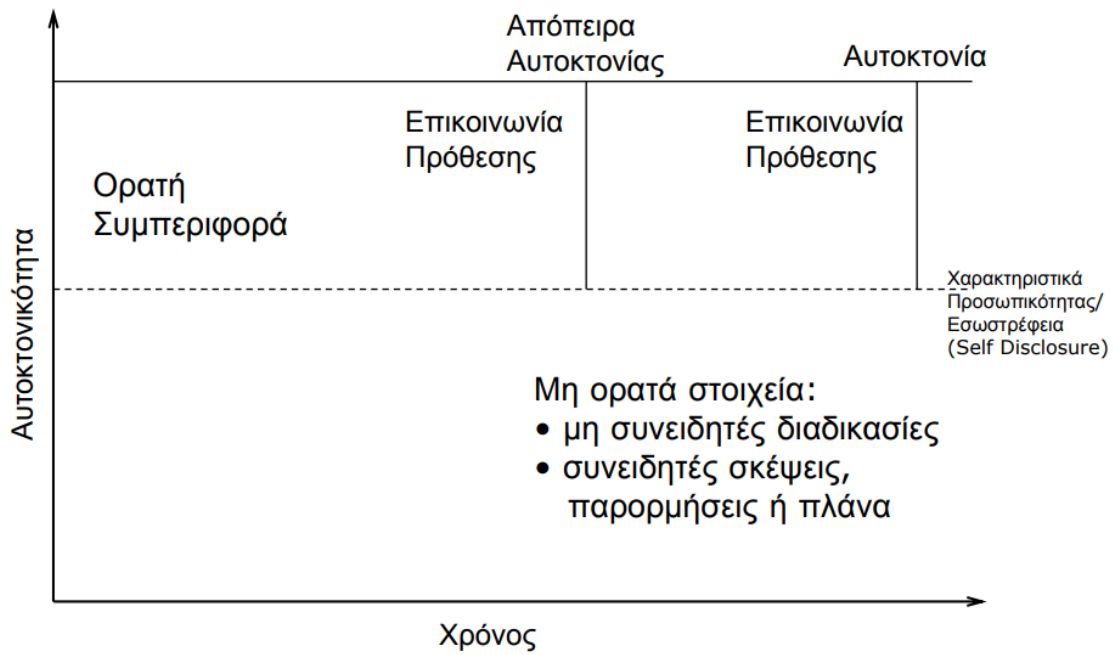 Απόπειρα
Αυτοκτονίας
Αυτοκτονία
Επικοινωνία
Πρόθεσης
Επικοινωνία
Πρόθεσης
Ορατή
Συμπεριφορά
Αυτοκτονικότητα
Χαρακτηριστικά
Προσωπικότητας/
Εσωστρέφεια
(Self Disclosure)
Μη ορατά στοιχεία:
• μη συνειδητές διαδικασίες
• συνειδητές σκέψεις,
παρορμήσεις ή πλάνα
Χρόνος